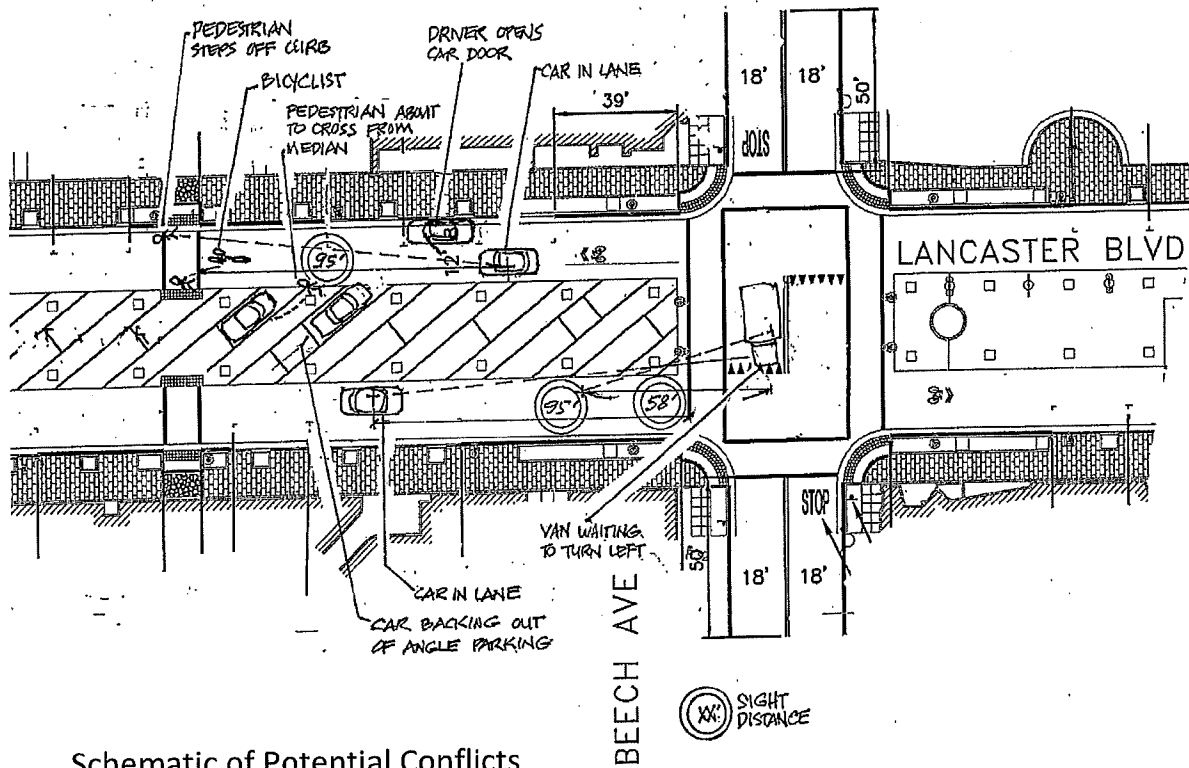 PEDESTRIAN
STEPS OFF CURB
BICYCLIST
PEDESTRIAN ABOUT
TO CROSS FROM
MEDIAN
DRIVER OPENS
CAR DOOR
CAR IN LANE
39'
18'
18'
50'
STOP
95'
12'
LANCASTER BLVD
95'
58'
STOP
VAN WAITING
TO TURN LEFT
50'
18'
18'
CAR IN LANE
CAR BACKING OUT
OF ANGLE PARKING
BEECH AVE
XX'
SIGHT
DISTANCE
Schematic of Potential Conflicts